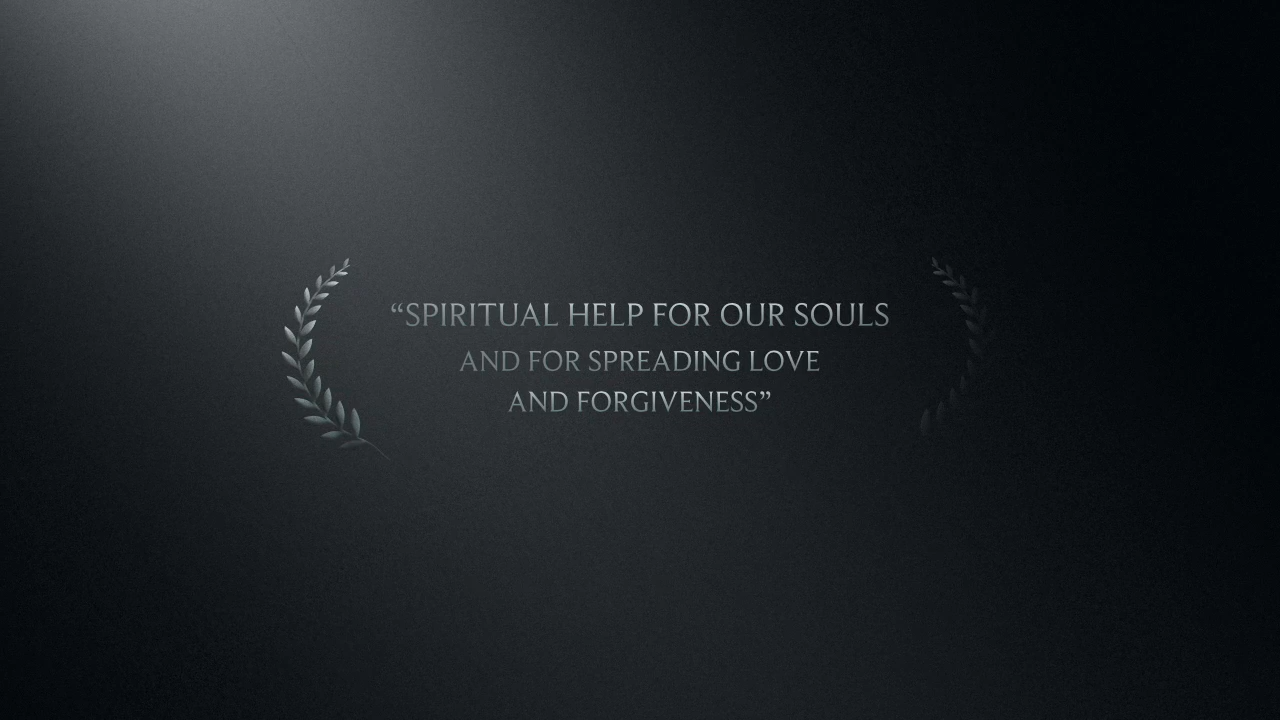 “SPIRITUAL HELP FOR OUR SOULS
AND FOR SPREADING LOVE
AND FORGIVENESS”